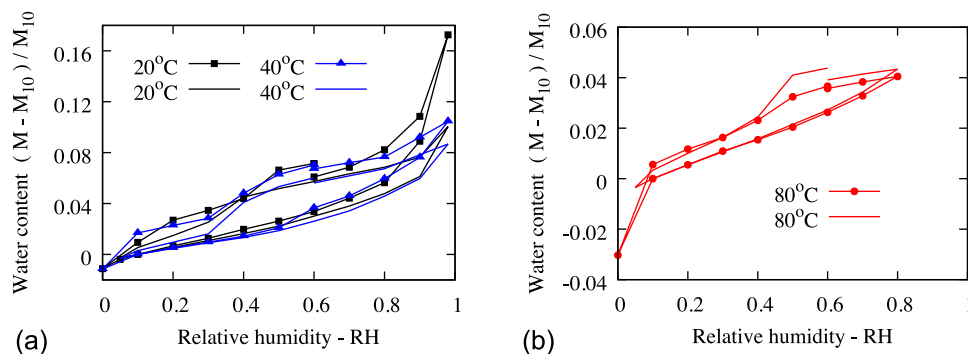 Water content ( M - M10 ) / M10
0.16
0.12
0.08
0.04
0
20°C
40°C
20°C
40°C
0
0.2
0.4
0.6
0.8
1
Relative humidity - RH
(a)
Water content ( M - M10 ) / M10
0.06
0.04
0.02
0
-0.02
-0.04
80°C
80°C
0
0.2
0.4
0.6
0.8
1
Relative humidity - RH
(b)